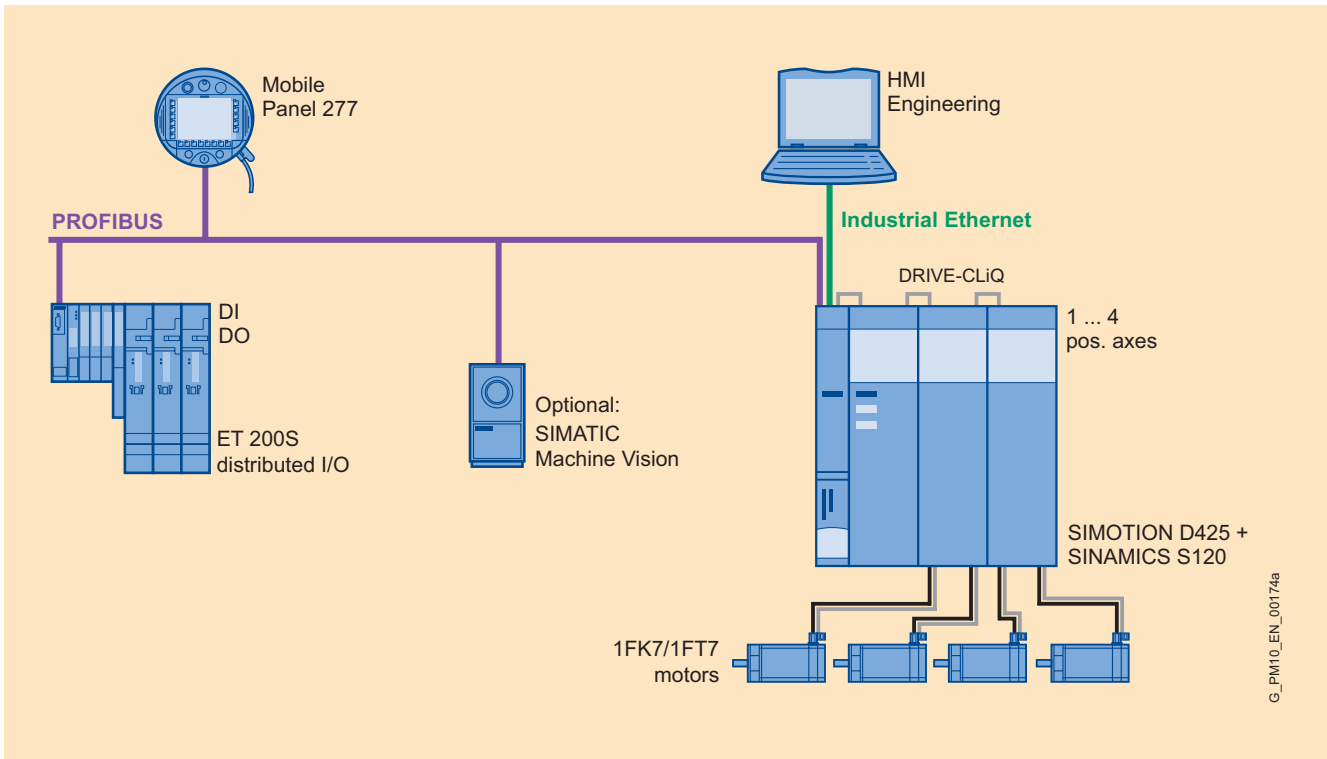 Mobile
Panel 277
HMI
Engineering
PROFIBUS
Industrial Ethernet
DRIVE-CLiQ
DI
DO
1 ... 4
pos. axes
Optional:
SIMATIC
Machine Vision
ET 200S
distributed I/O
SIMOTION D425 +
SINAMICS S120
1FK7/1FT7
motors
G_PM10_EN_00174a